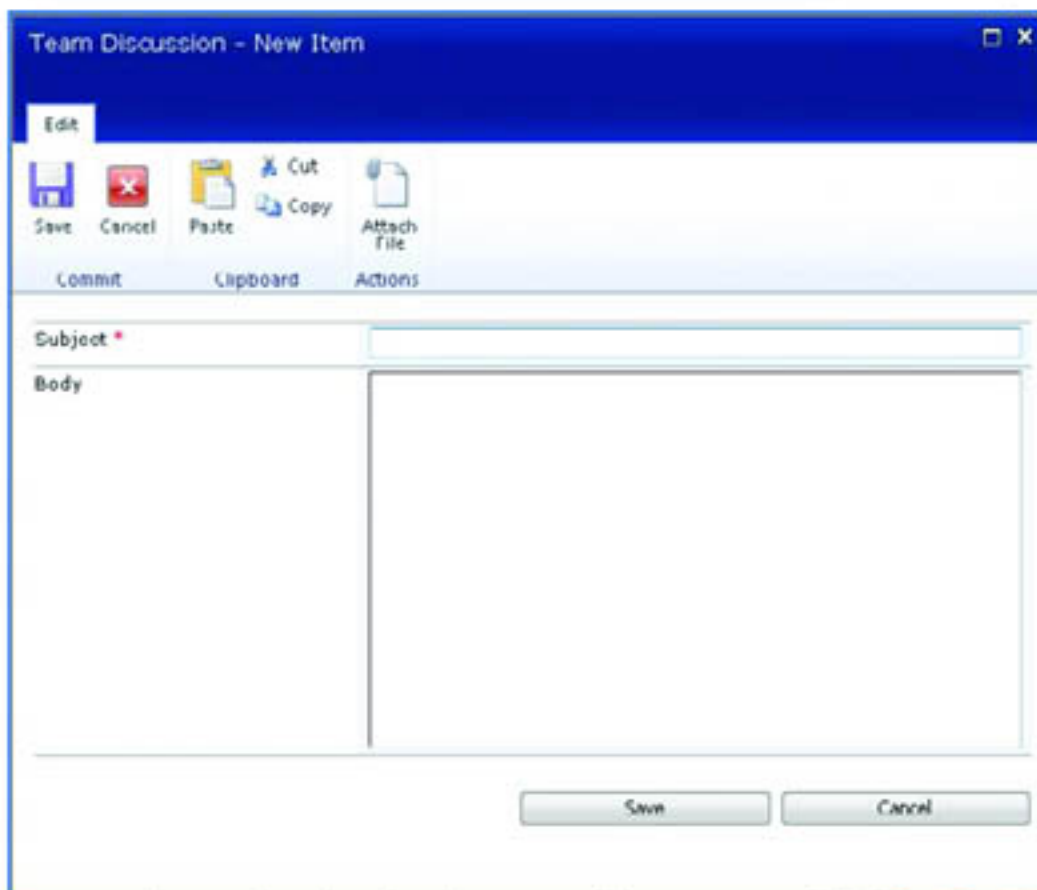 Team Discussion - New Item
Edit
Cut
Copy
Save Cancel Paste Attach
File
Commit Clipboard Actions
Subject *
Body
Save Cancel